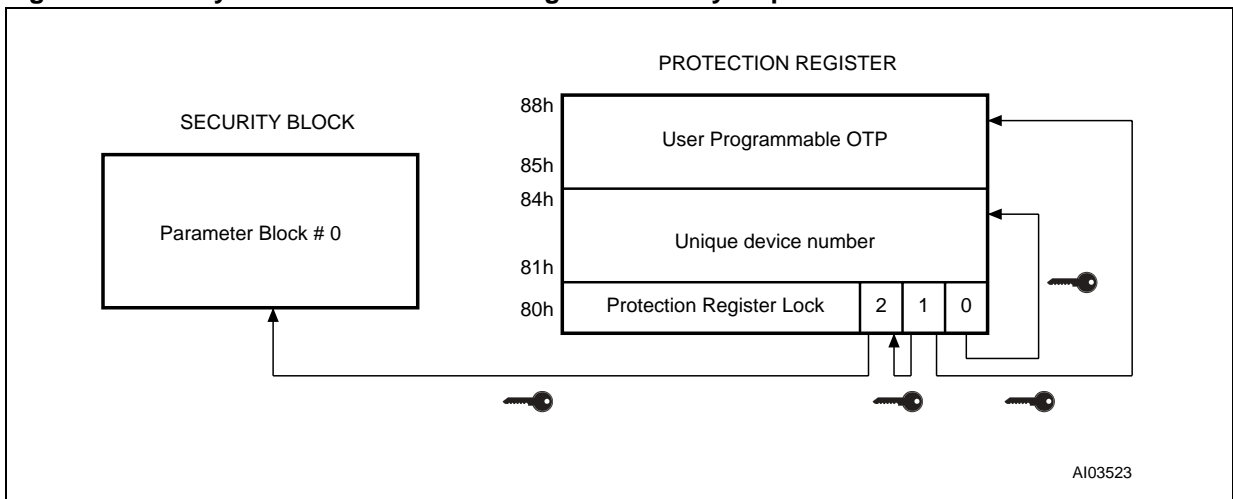 PROTECTION REGISTER
SECURITY BLOCK
Parameter Block # 0
88h
User Programmable OTP
85h
84h
Unique device number
81h
80h
Protection Register Lock 2 1 0
AI03523